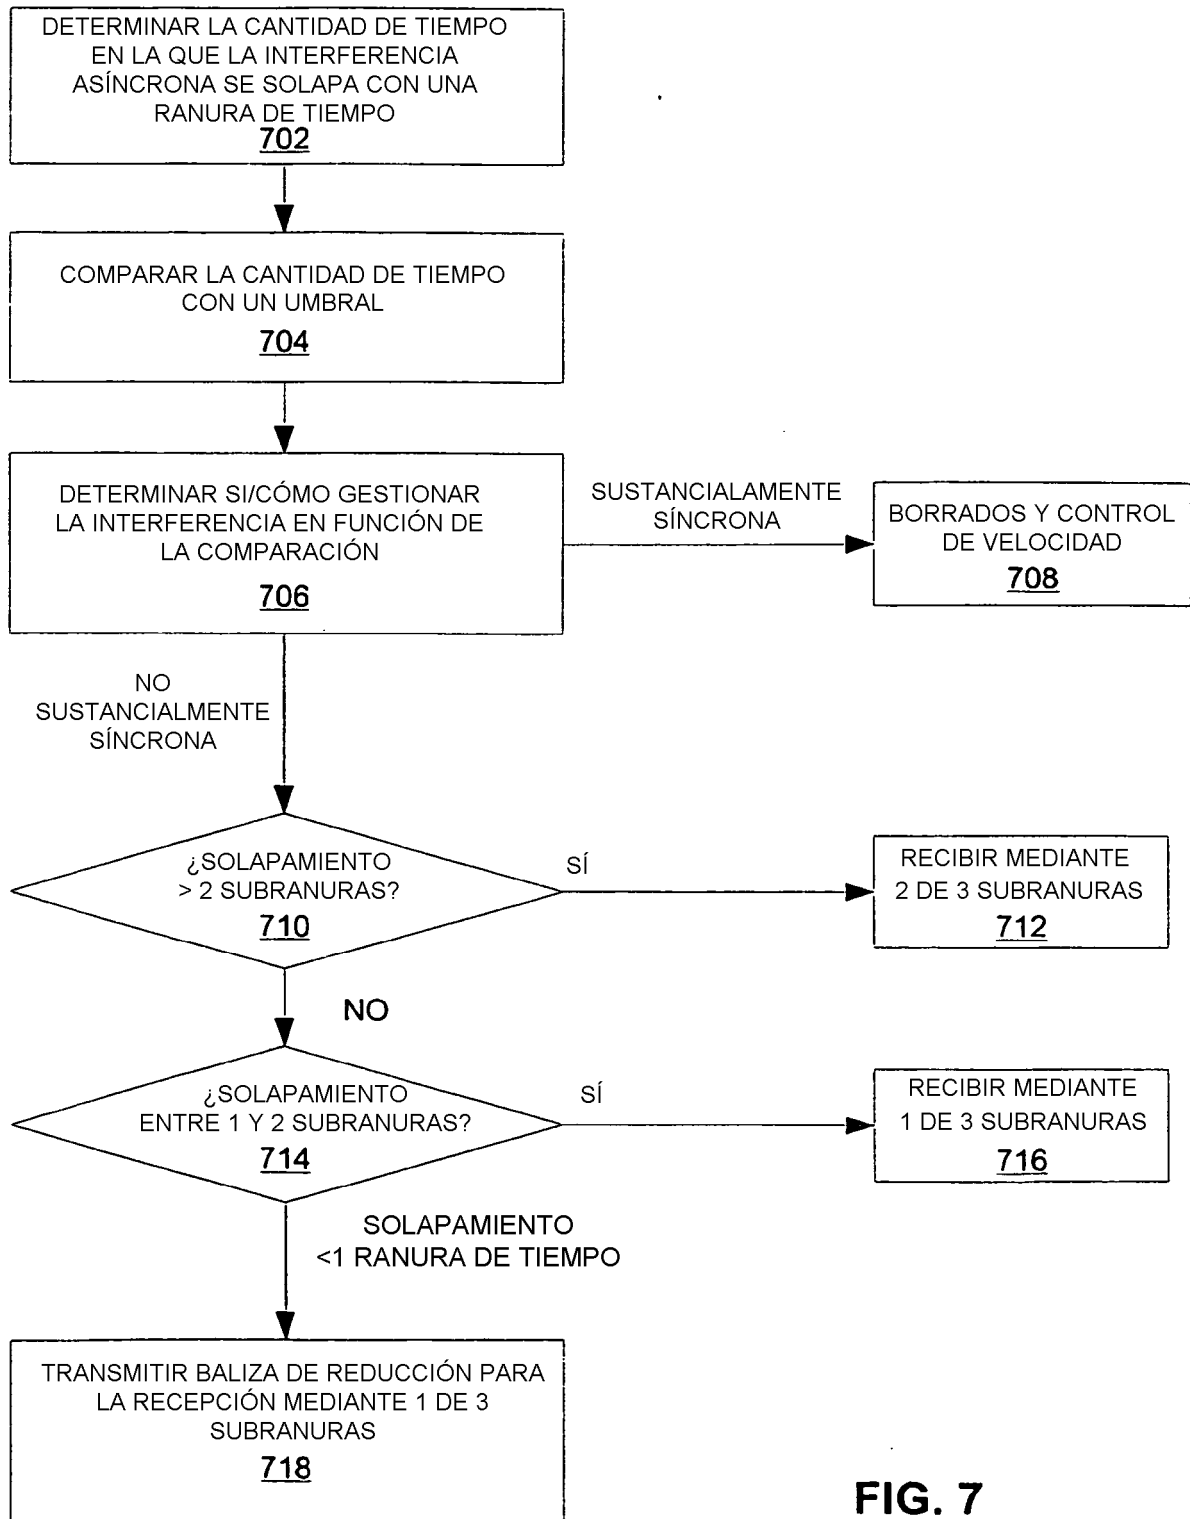 DETERMINAR LA CANTIDAD DE TIEMPO
EN LA QUE LA INTERFERENCIA
ASÍNCRONA SE SOLAPA CON UNA
RANURA DE TIEMPO
702
COMPARAR LA CANTIDAD DE TIEMPO
CON UN UMBRAL
704
DETERMINAR SI/CÓMO GESTIONAR
LA INTERFERENCIA EN FUNCIÓN DE
LA COMPARACIÓN
706
SUSTANCIALAMENTE
SÍNCRONA
BORRADOS Y CONTROL
DE VELOCIDAD
708
NO
SUSTANCIALMENTE
SÍNCRONA
¿SOLAPAMIENTO
> 2 SUBRANURAS?
710
SÍ
RECIBIR MEDIANTE
2 DE 3 SUBRANURAS
712
NO
¿SOLAPAMIENTO
ENTRE 1 Y 2 SUBRANURAS?
714
SÍ
RECIBIR MEDIANTE
1 DE 3 SUBRANURAS
716
SOLAPAMIENTO
<1 RANURA DE TIEMPO
TRANSMITIR BALIZA DE REDUCCIÓN PARA
LA RECEPCIÓN MEDIANTE 1 DE 3
SUBRANURAS
718
FIG. 7